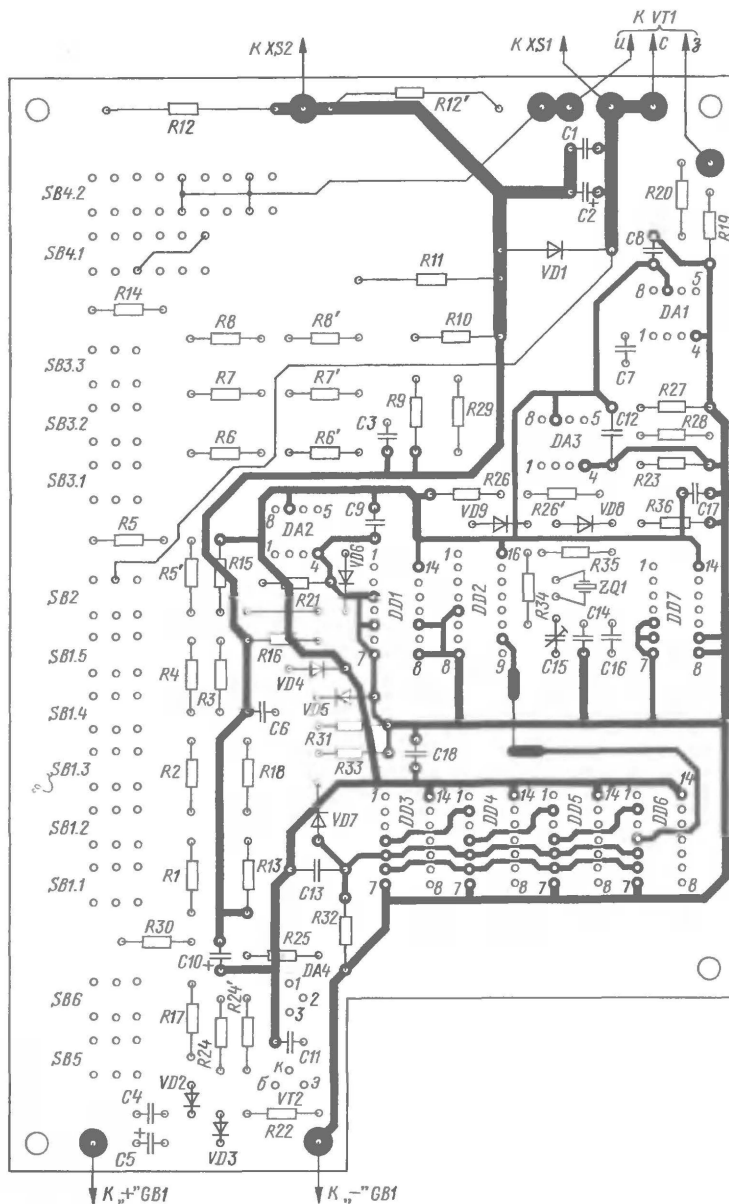 К VT1
К XS2
К XS1
и
с
з
R12
R12'
C1
C2
+
R20
R19
SB4.2
SB4.1
VD1
C8
8
5
DA1
1
4
R11
R14
R8
R8'
R10
C7
SB3.3
R7
R7'
R9
R29
R27
C3
8
5
C12
R28
SB3.2
DA3
R6
R6'
1
4
R23
SB3.1
R26
C9
VD9
R26'
VD8
R36
C17
8
5
DA2
R5
1
4
VD6
1
14
16
R35
1
14
R5'
R15
SB2
R21
DD1
DD2
R34
ZQ1
DD7
R16
C14
SB1.5
7
8
8
9
C15
C16
7
8
R4
R3
VD4
VD5
SB1.4
C6
R31
C18
R33
SB1.3
R2
R18
1
14
1
14
1
14
1
14
DD3
DD4
DD5
DD6
VD7
SB1.2
R1
R13
C13
7
8
7
8
7
8
7
8
SB1.1
R32
R30
R25
C10
+
DA4
1
2
3
SB6
R17
R24
R24'
C11
SB5
К
VD2
Б
Э
VT2
C4
R22
+
C5
VD3
К „+"GB1
К „−"GB1